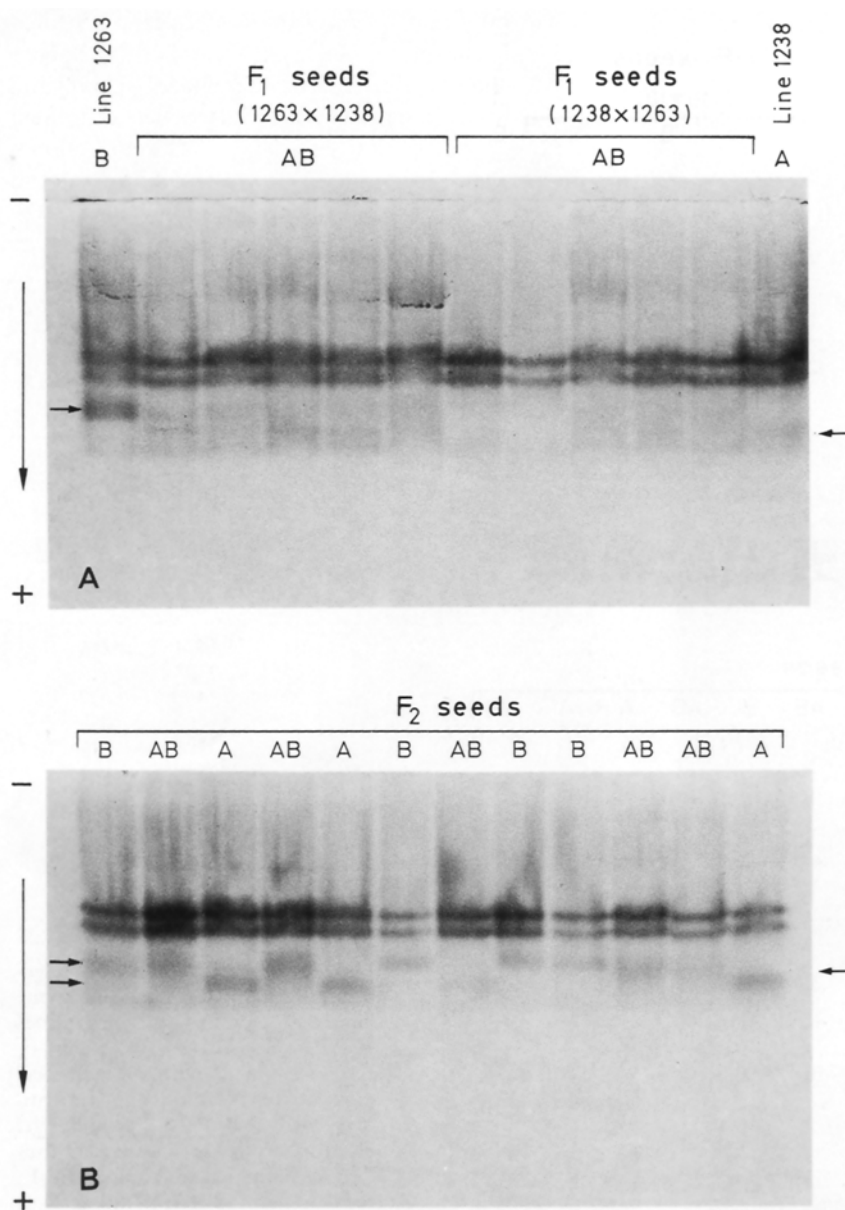 Line 1263
F1 seeds
(1263×1238)
F1 seeds
(1238×1263)
Line 1238
B AB AB A
−
+
A
F2 seeds
B AB A AB A B AB B B AB AB A
−
+
B